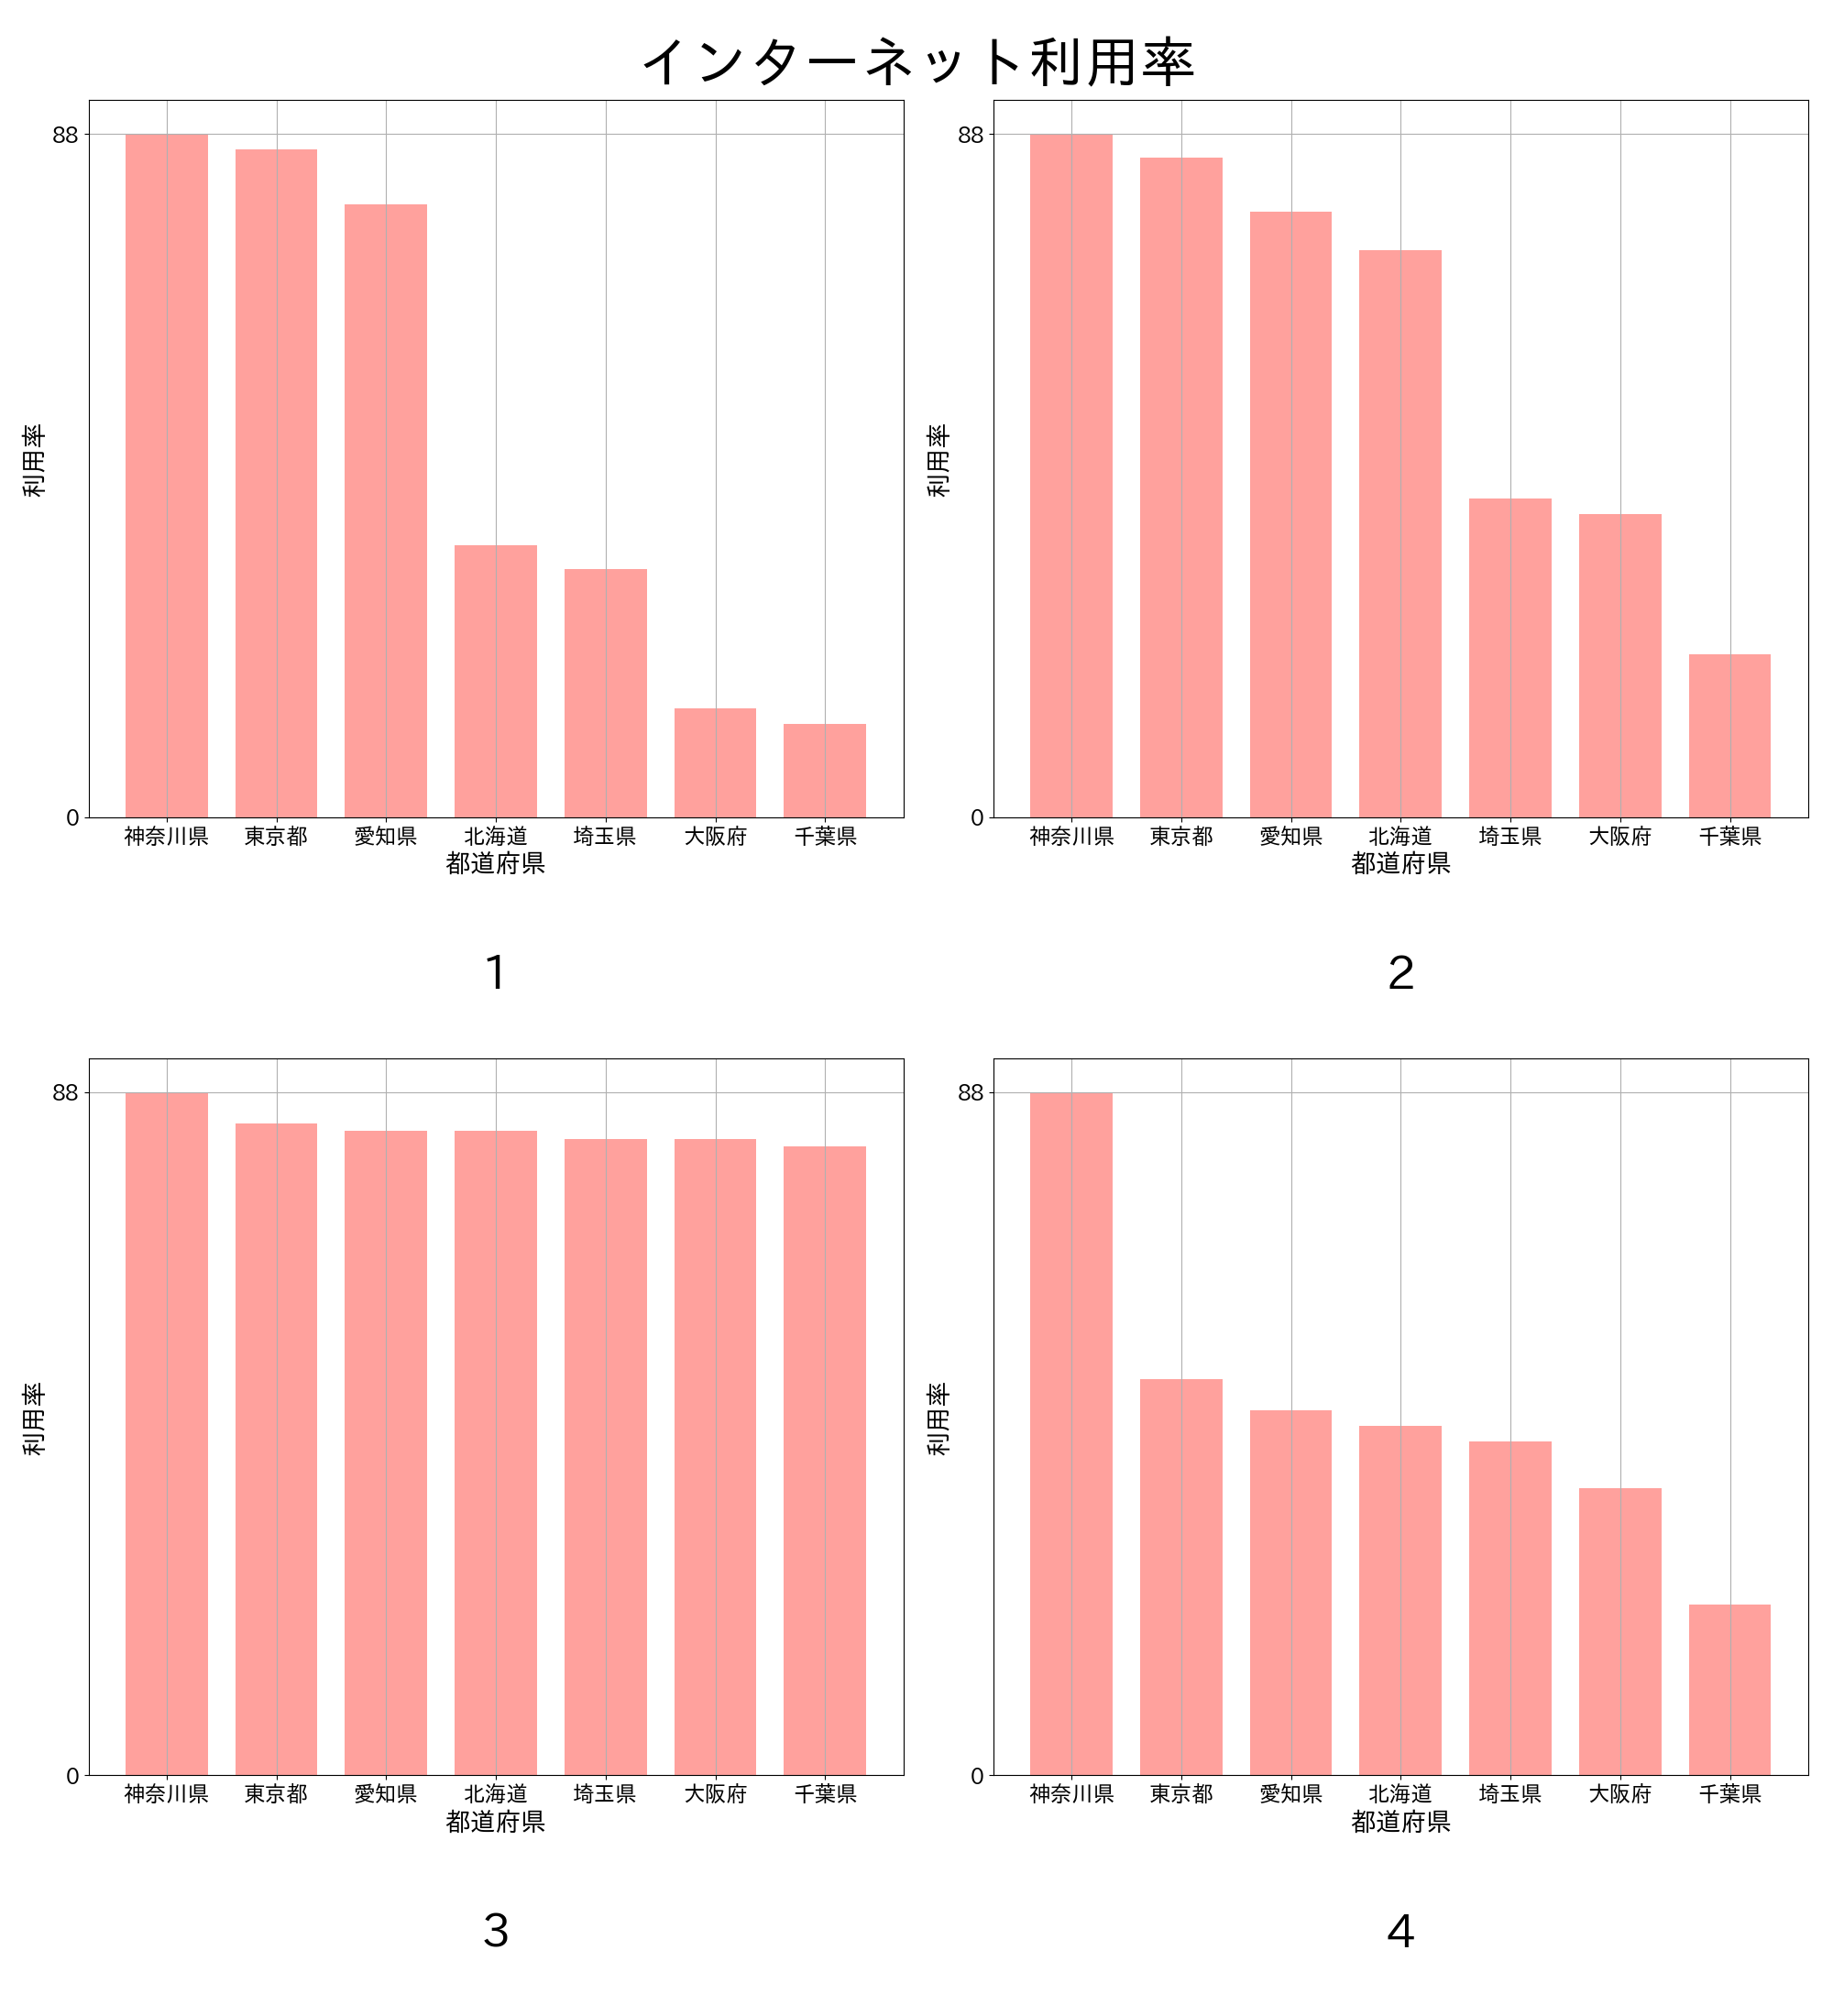 インターネット利用率
88
0
利用率
神奈川県 東京都 愛知県 北海道 埼玉県 大阪府 千葉県
都道府県
1
88
0
利用率
神奈川県 東京都 愛知県 北海道 埼玉県 大阪府 千葉県
都道府県
2
88
0
利用率
神奈川県 東京都 愛知県 北海道 埼玉県 大阪府 千葉県
都道府県
3
88
0
利用率
神奈川県 東京都 愛知県 北海道 埼玉県 大阪府 千葉県
都道府県
4